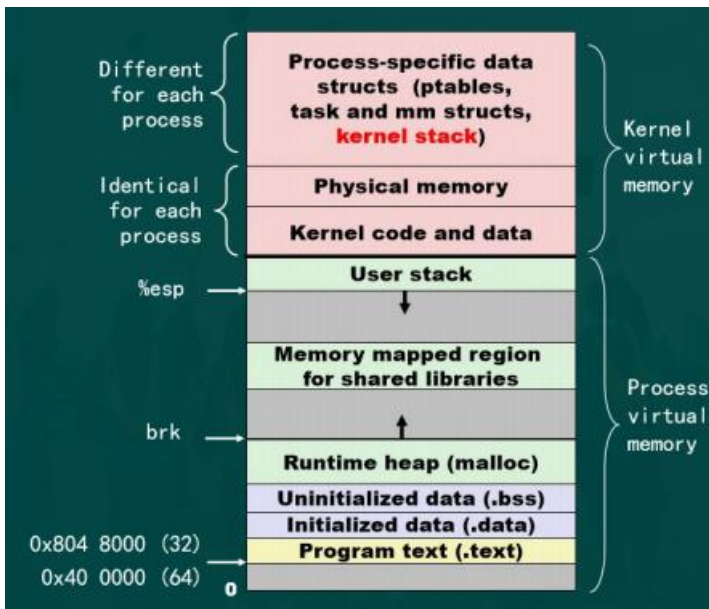 Different
for each
process
Process-specific data
structs (ptables,
task and mm structs,
kernel stack)
Kernel
virtual
memory
Identical
for each
process
Physical memory
Kernel code and data
%esp
User stack
Memory mapped region
for shared libraries
Process
virtual
memory
brk
Runtime heap (malloc)
Uninitialized data (.bss)
Initialized data (.data)
0x804 8000 (32)
Program text (.text)
0x40 0000 (64)
0